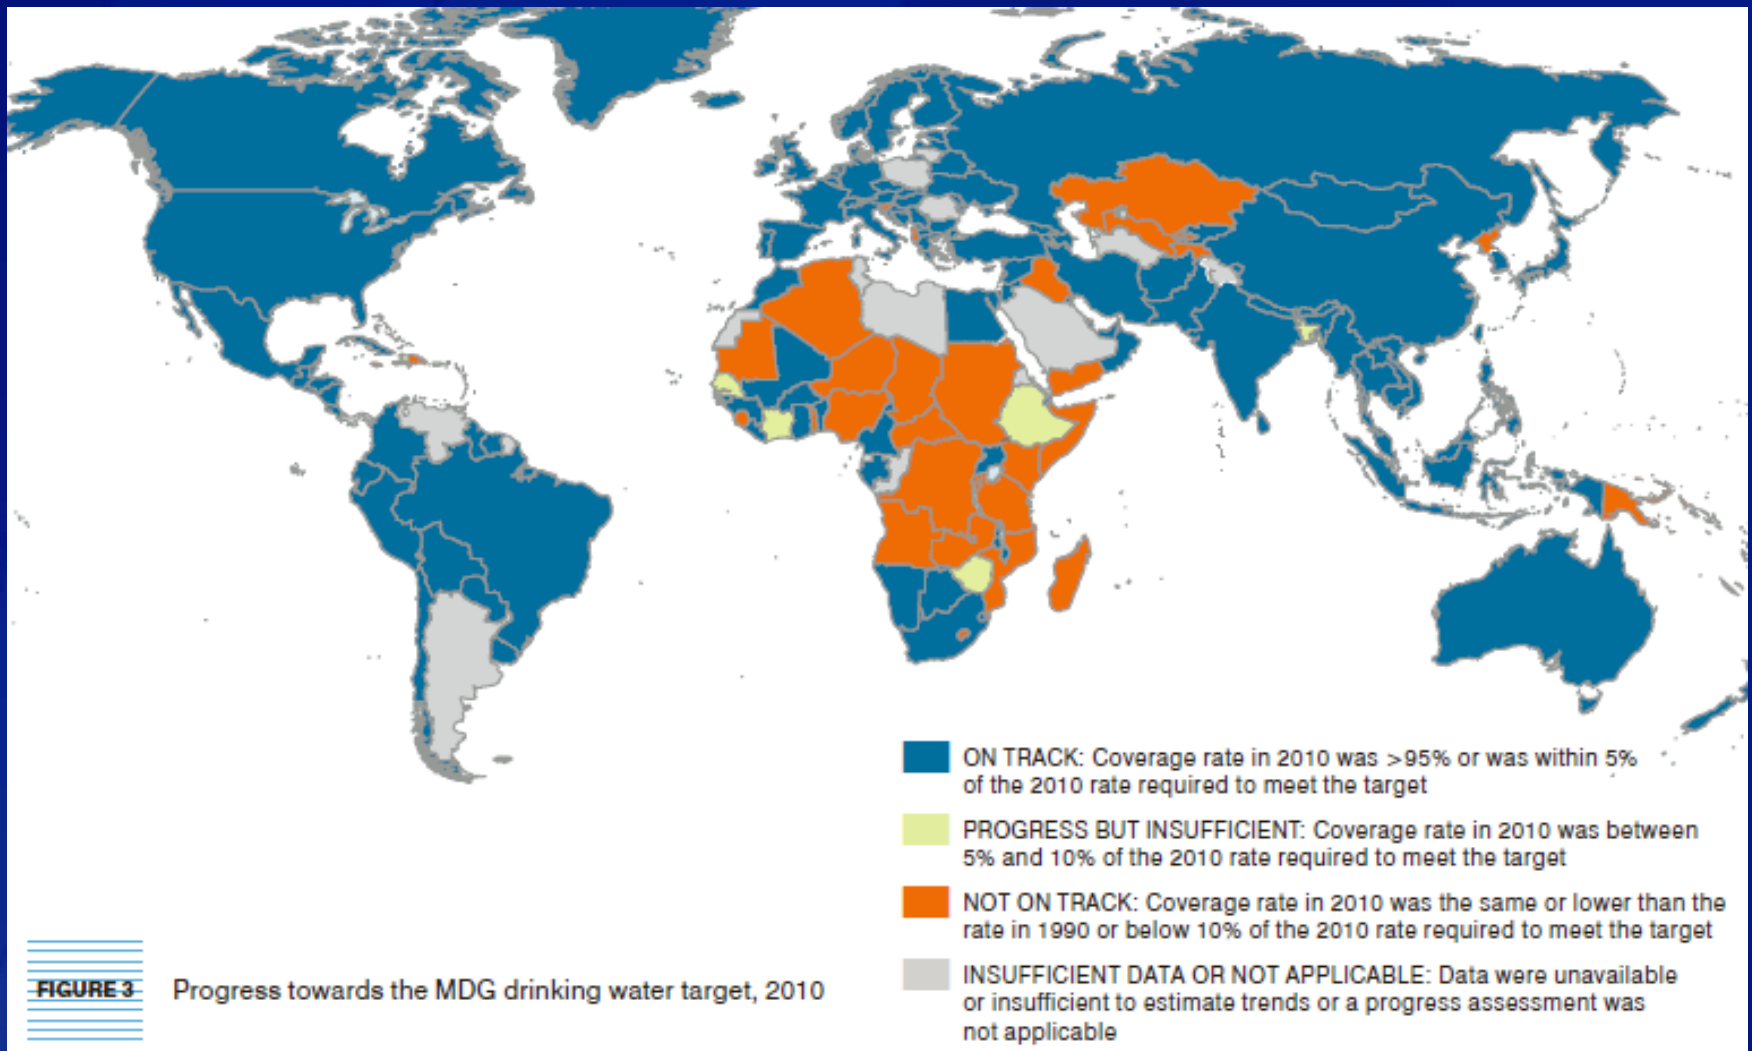 ON TRACK: Coverage rate in 2010 was >95% or was within 5%
of the 2010 rate required to meet the target
PROGRESS BUT INSUFFICIENT: Coverage rate in 2010 was between
5% and 10% of the 2010 rate required to meet the target
NOT ON TRACK: Coverage rate in 2010 was the same or lower than the
rate in 1990 or below 10% of the 2010 rate required to meet the target
INSUFFICIENT DATA OR NOT APPLICABLE: Data were unavailable
or insufficient to estimate trends or a progress assessment was
not applicable
FIGURE 3
Progress towards the MDG drinking water target, 2010